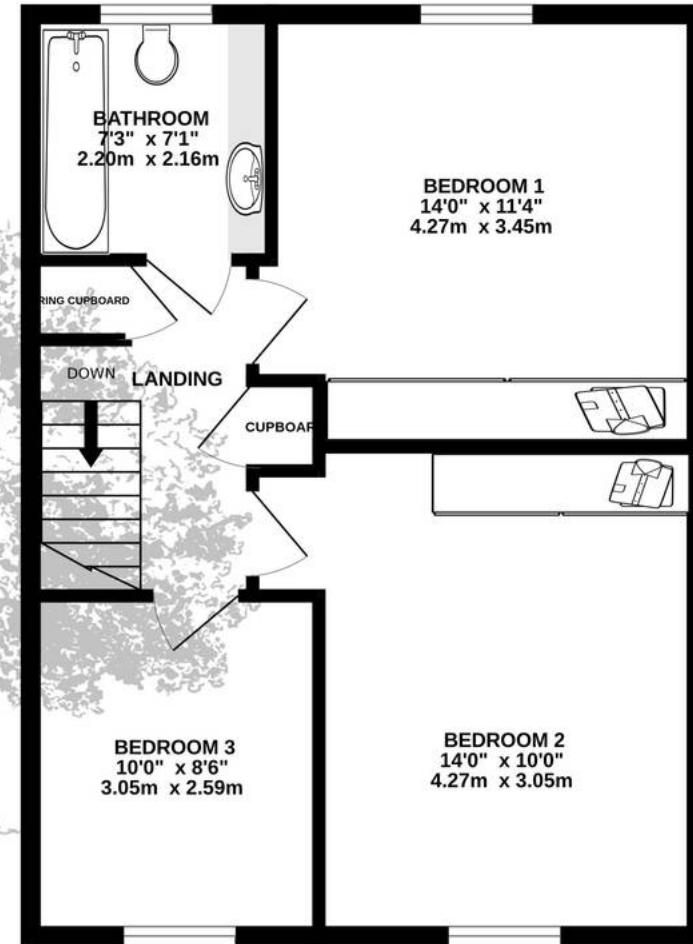 BATHROOM
7'3" x 7'1"
2.20m x 2.16m
BEDROOM 1
14'0" x 11'4"
4.27m x 3.45m
RING CUPBOARD
DOWN
LANDING
CUPBOAR
BEDROOM 3
10'0" x 8'6"
3.05m x 2.59m
BEDROOM 2
14'0" x 10'0"
4.27m x 3.05m